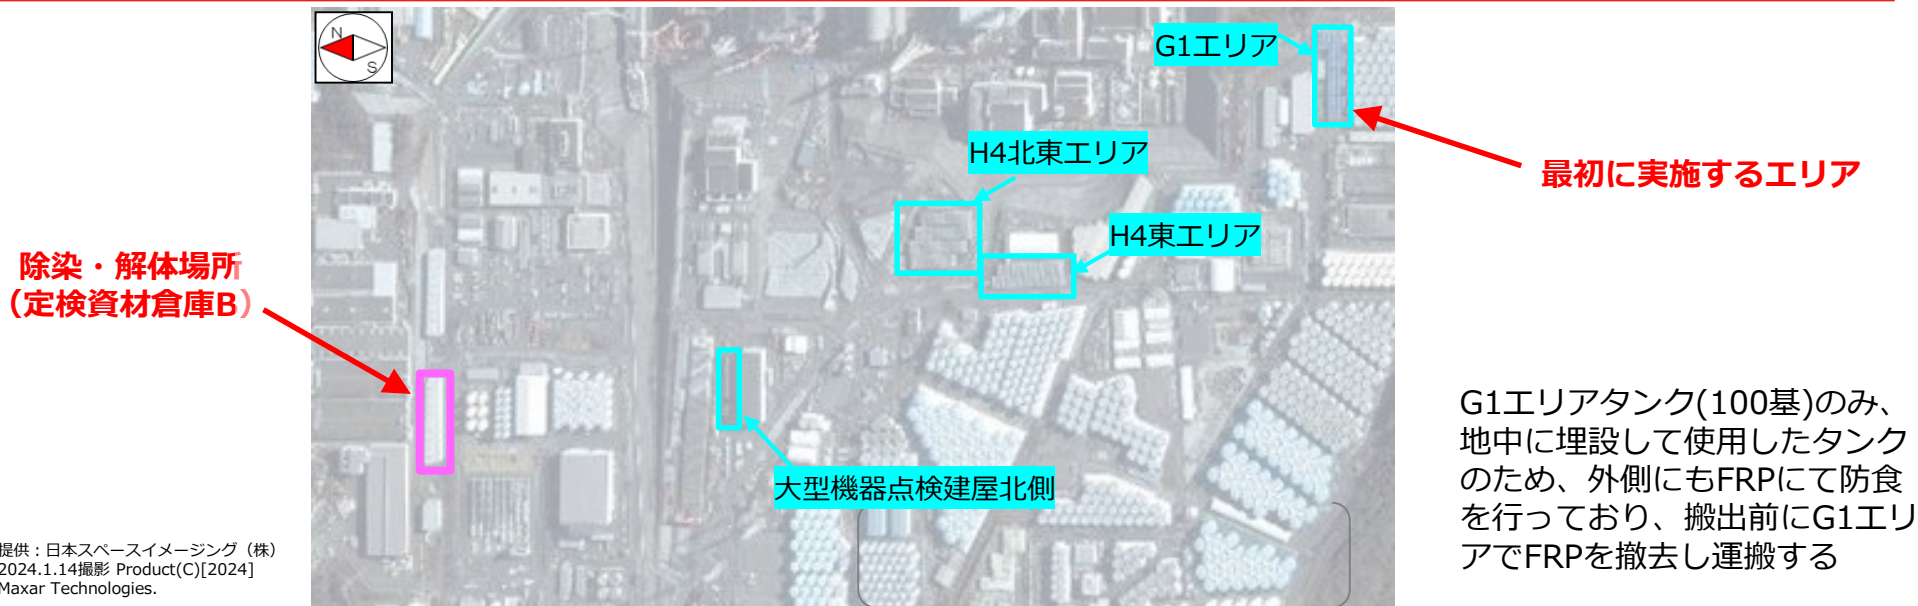 N
S
G1エリア
最初に実施するエリア
H4北東エリア
H4東エリア
除染・解体場所
（定検資材倉庫B）
大型機器点検建屋北側
G1エリアタンク(100基)のみ、
地中に埋設して使用したタンク
のため、外側にもFRPにて防食
を行っており、搬出前にG1エリ
アでFRPを撤去し運搬する
提供：日本スペースイメージング（株）
2024.1.14撮影 Product(C)[2024]
Maxar Technologies.